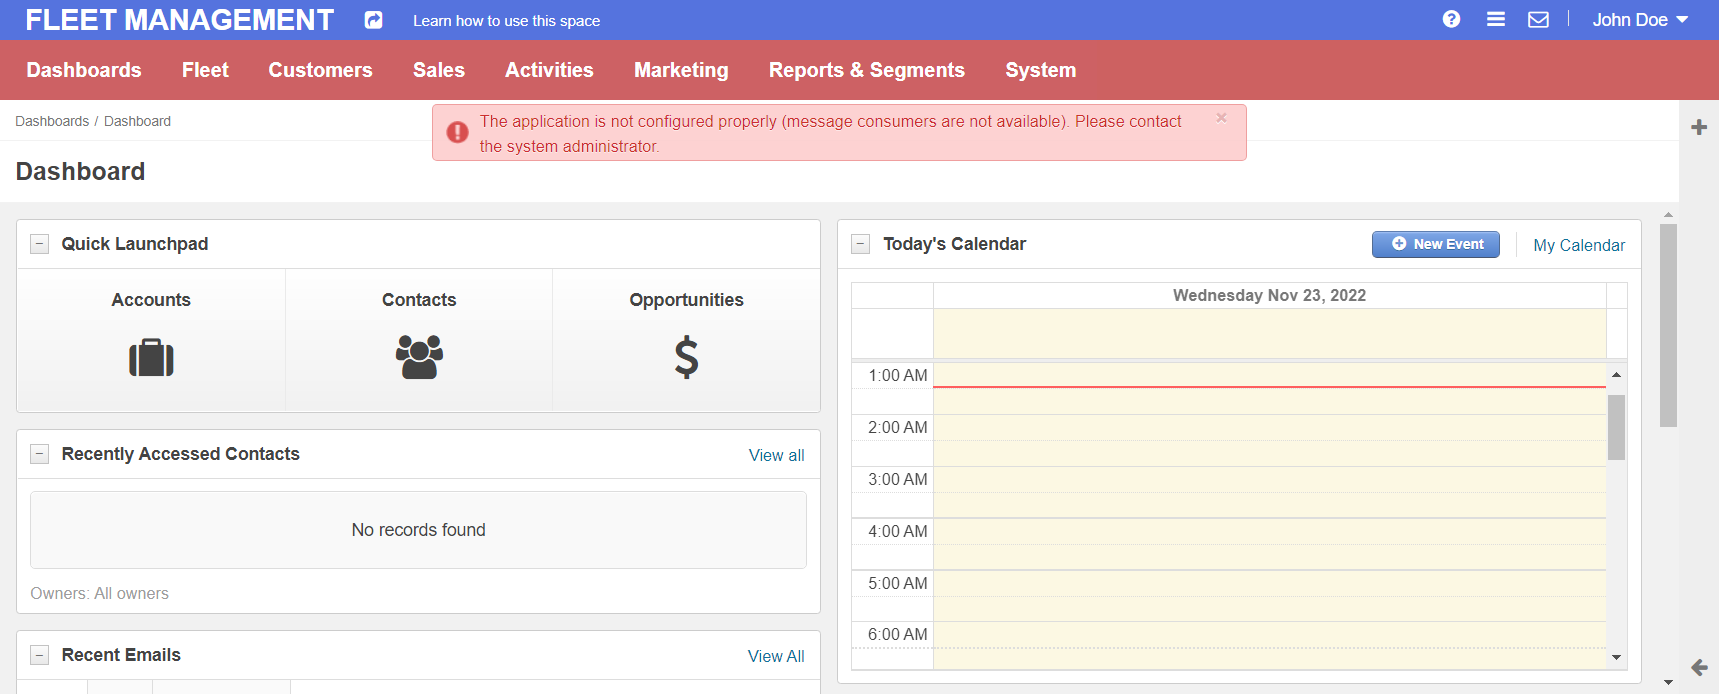 FLEET MANAGEMENT
Learn how to use this space
John Doe
Dashboards Fleet Customers Sales Activities Marketing Reports & Segments System
Dashboards / Dashboard
The application is not configured properly (message consumers are not available). Please contact
the system administrator.
Dashboard
Quick Launchpad
Accounts Contacts Opportunities
Recently Accessed Contacts View all
No records found
Owners: All owners
Recent Emails View All
Today's Calendar New Event My Calendar
Wednesday Nov 23, 2022
1:00 AM
2:00 AM
3:00 AM
4:00 AM
5:00 AM
6:00 AM